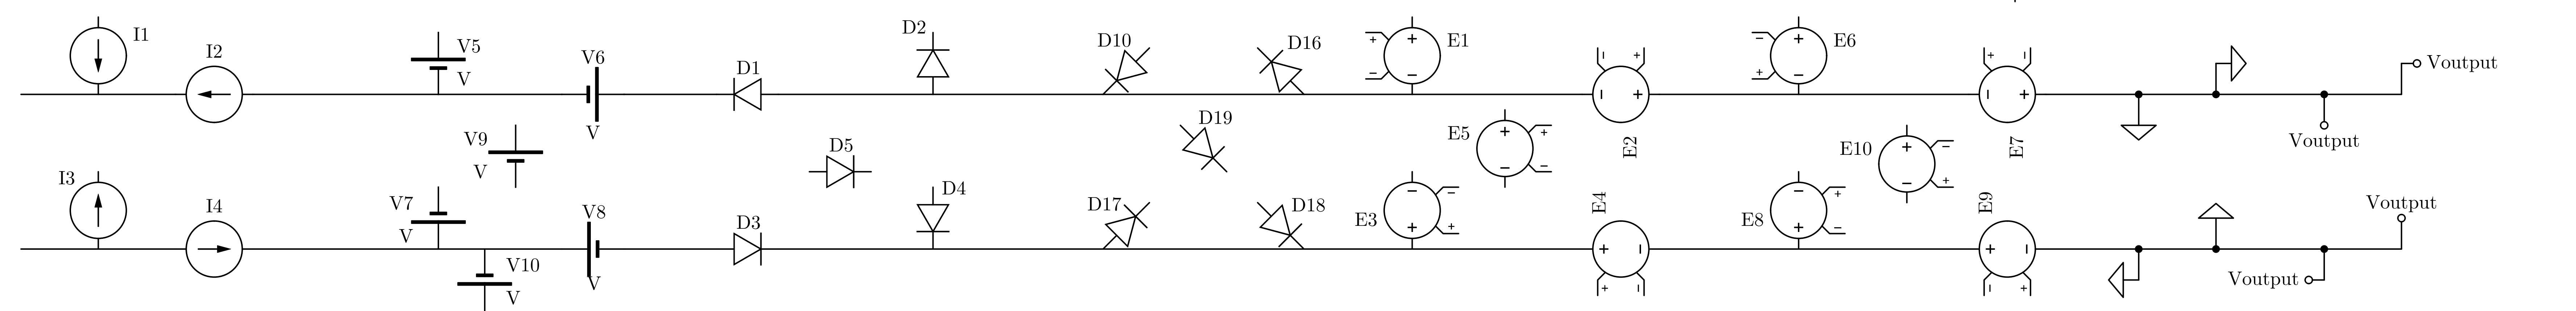 I1
I2
V5
V
V6
V
D1
D2
D10
D16
E1
E2
E6
E7
Voutput
Voutput
V9
V
D5
D19
E5
E10
I3
I4
V7
V
V10
V
V8
V
D3
D4
D17
D18
E3
E4
E8
E9
Voutput
Voutput